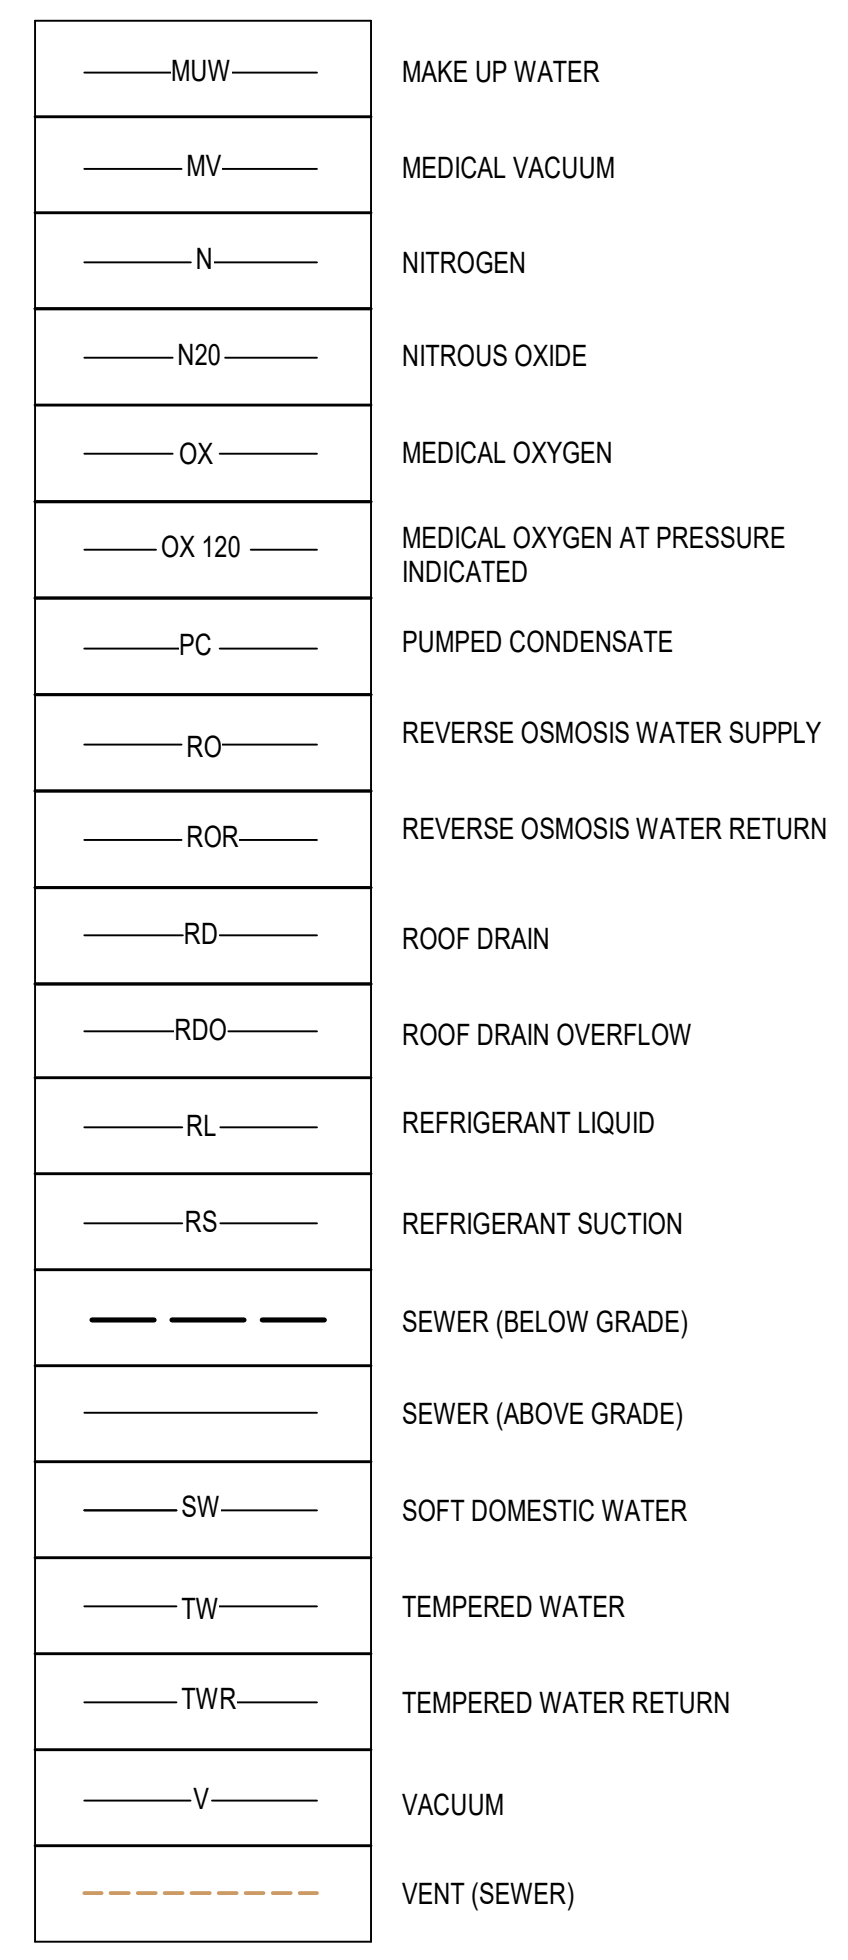 MUW MAKE UP WATER
MV MEDICAL VACUUM
N NITROGEN
N20 NITROUS OXIDE
OX MEDICAL OXYGEN
OX 120 MEDICAL OXYGEN AT PRESSURE
INDICATED
PC PUMPED CONDENSATE
RO REVERSE OSMOSIS WATER SUPPLY
ROR REVERSE OSMOSIS WATER RETURN
RD ROOF DRAIN
RDO ROOF DRAIN OVERFLOW
RL REFRIGERANT LIQUID
RS REFRIGERANT SUCTION
SEWER (BELOW GRADE)
SEWER (ABOVE GRADE)
SW SOFT DOMESTIC WATER
TW TEMPERED WATER
TWR TEMPERED WATER RETURN
V VACUUM
VENT (SEWER)